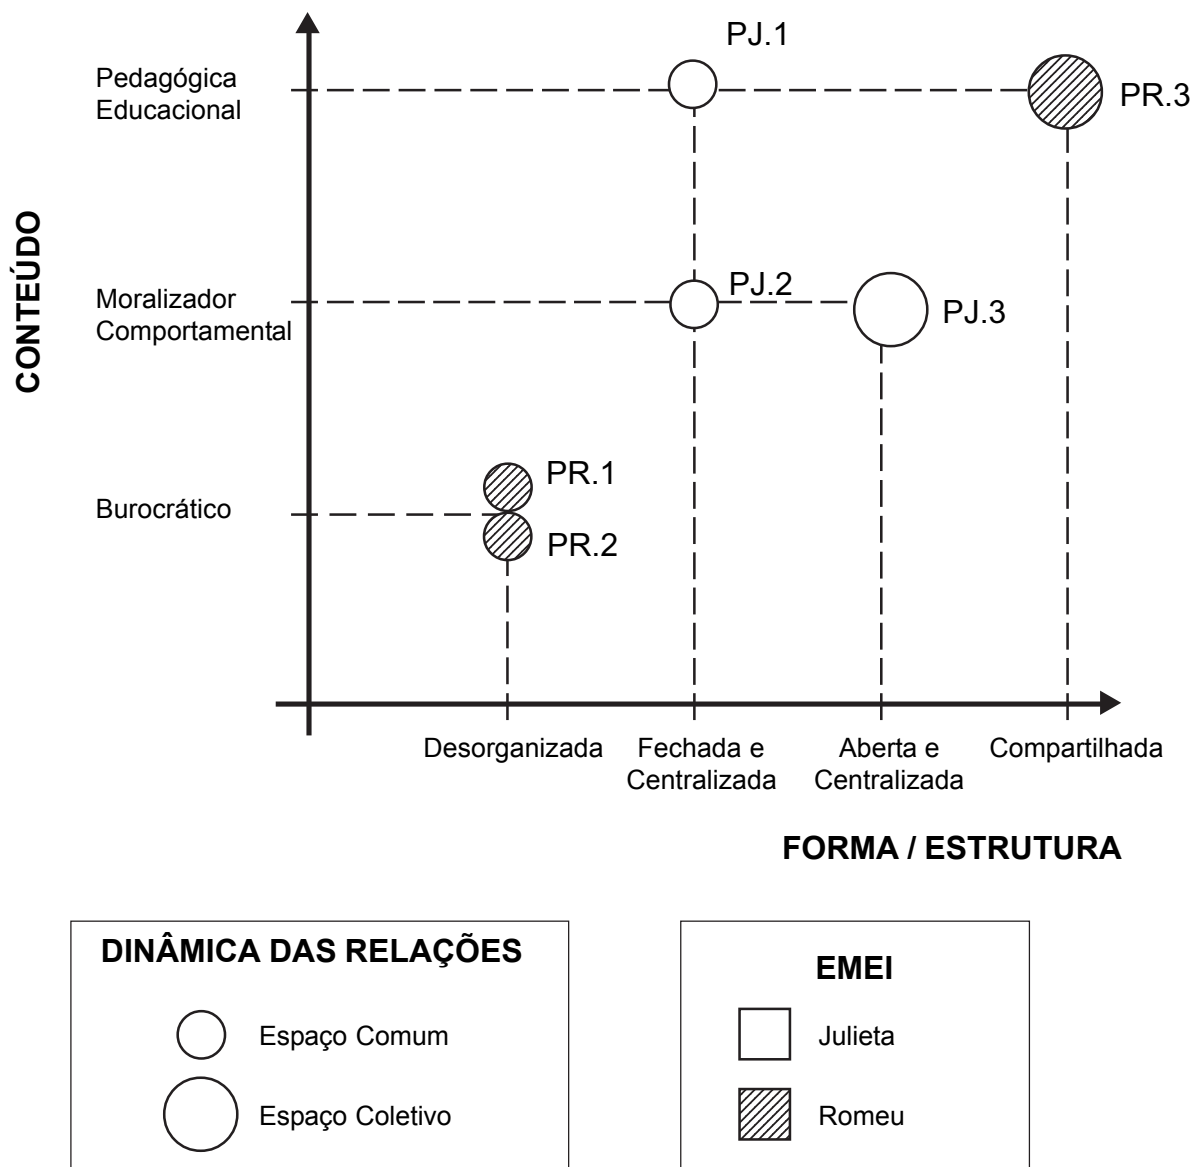 PJ.1
Pedagógica
Educacional
PR.3
CONTEÚDO
Moralizador
Comportamental
PJ.2
PJ.3
PR.1
Burocrático
PR.2
Desorganizada
Fechada e
Centralizada
Aberta e
Centralizada
Compartilhada
FORMA / ESTRUTURA
DINÂMICA DAS RELAÇÕES
Espaço Comum
Espaço Coletivo
EMEI
Julieta
Romeu